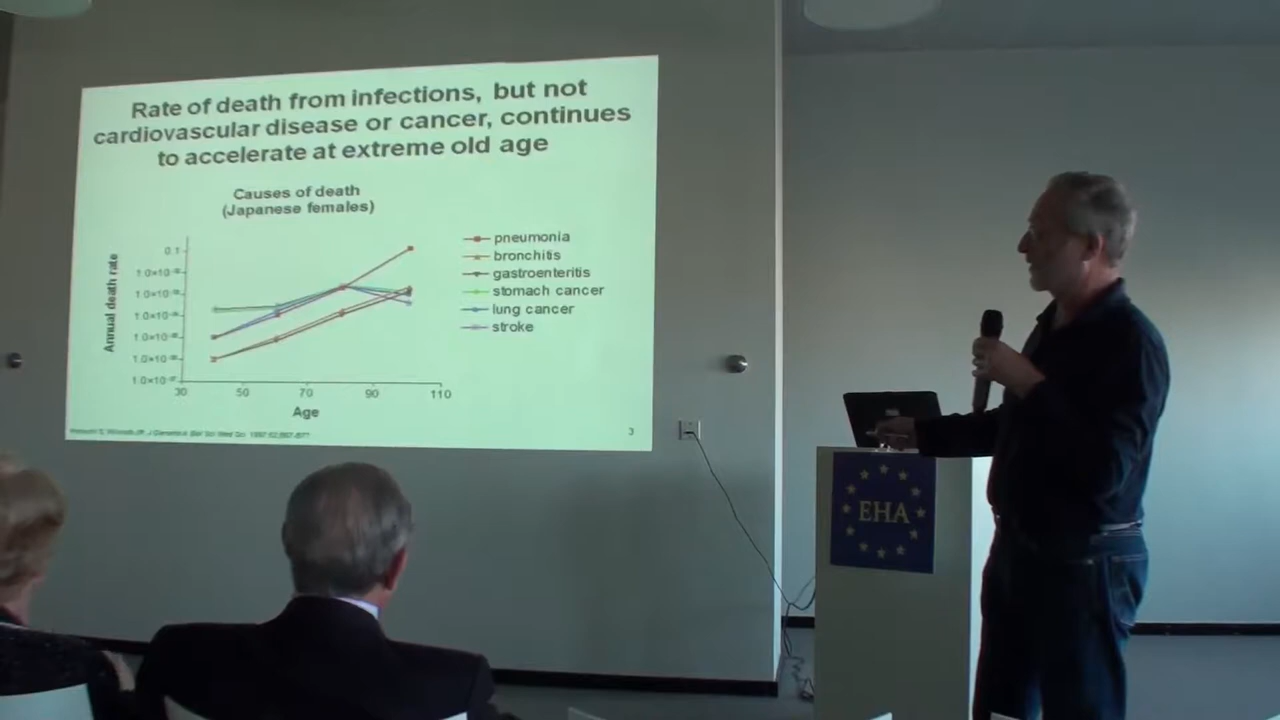 Rate of death from infections, but not
cardiovascular disease or cancer, continues
to accelerate at extreme old age
Causes of death
(Japanese females)
Annual death rate
0.1
30
50
70
90
110
Age
pneumonia
bronchitis
gastroenteritis
stomach cancer
lung cancer
stroke
3
EHA